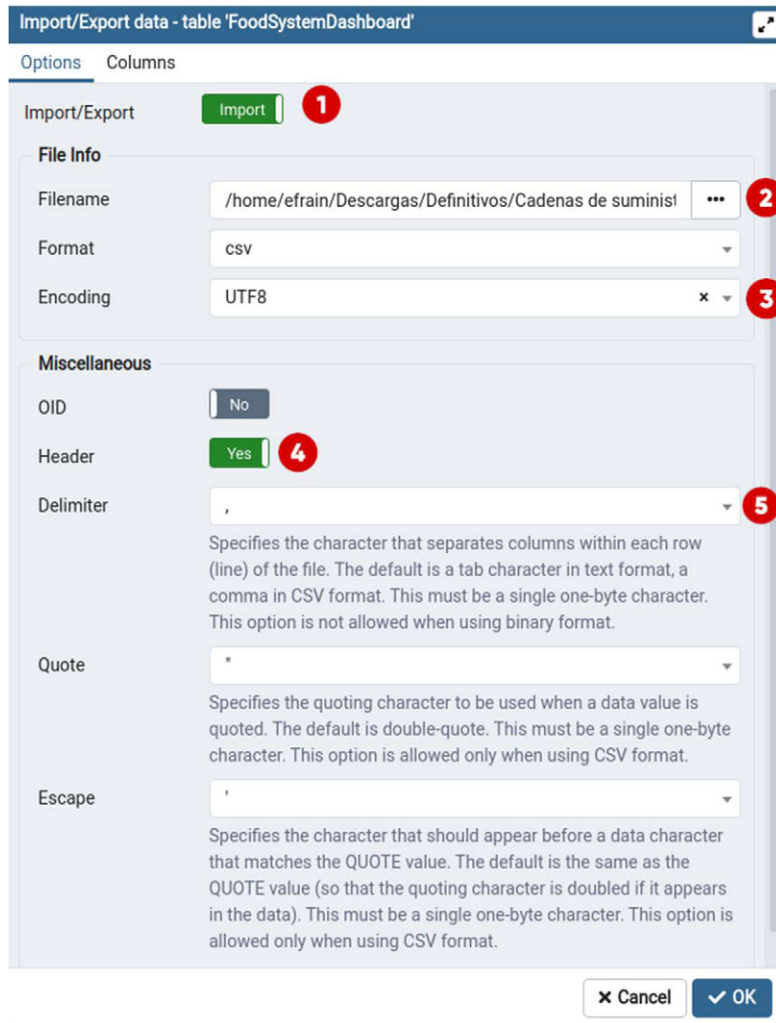 Import/Export data - table 'FoodSystemDashboard'
Options Columns
Import/Export Import 1
File Info
Filename /home/efrain/Descargas/Definitivos/Cadenas de suminist ••• 2
Format csv
Encoding UTF8 × 3
Miscellaneous
OID No
Header Yes 4
Delimiter , 5
Specifies the character that separates columns within each row
(line) of the file. The default is a tab character in text format, a
comma in CSV format. This must be a single one-byte character.
This option is not allowed when using binary format.
Quote "
Specifies the quoting character to be used when a data value is
quoted. The default is double-quote. This must be a single one-byte
character. This option is allowed only when using CSV format.
Escape '
Specifies the character that should appear before a data character
that matches the QUOTE value. The default is the same as the
QUOTE value (so that the quoting character is doubled if it appears
in the data). This must be a single one-byte character. This option is
allowed only when using CSV format.
× Cancel ✓ OK